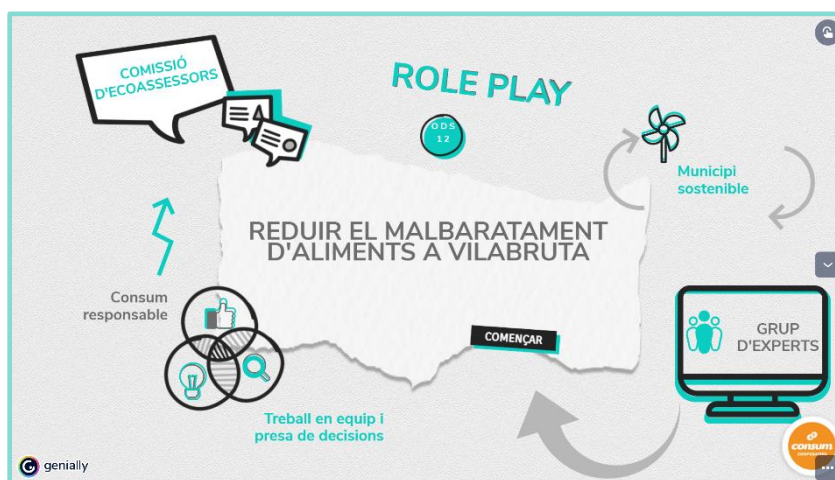 COMISSIÓ
D'ECOASSESSORS
ROLE PLAY
ODS
12
Municipi
sostenible
REDUIR EL MALBARATAMENT
D'ALIMENTS A VILABRUTA
Consum
responsable
COMENÇAR
GRUP
D'EXPERTS
Treball en equip i
presa de decisions
consum
genially